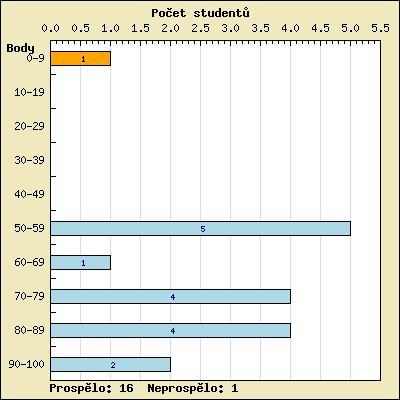 Počet studentů
0.0 0.5 1.0 1.5 2.0 2.5 3.0 3.5 4.0 4.5 5.0 5.5
Body
0-9 1
10-19
20-29
30-39
40-49
50-59 5
60-69 1
70-79 4
80-89 4
90-100 2
Prospělo: 16 Neprospělo: 1